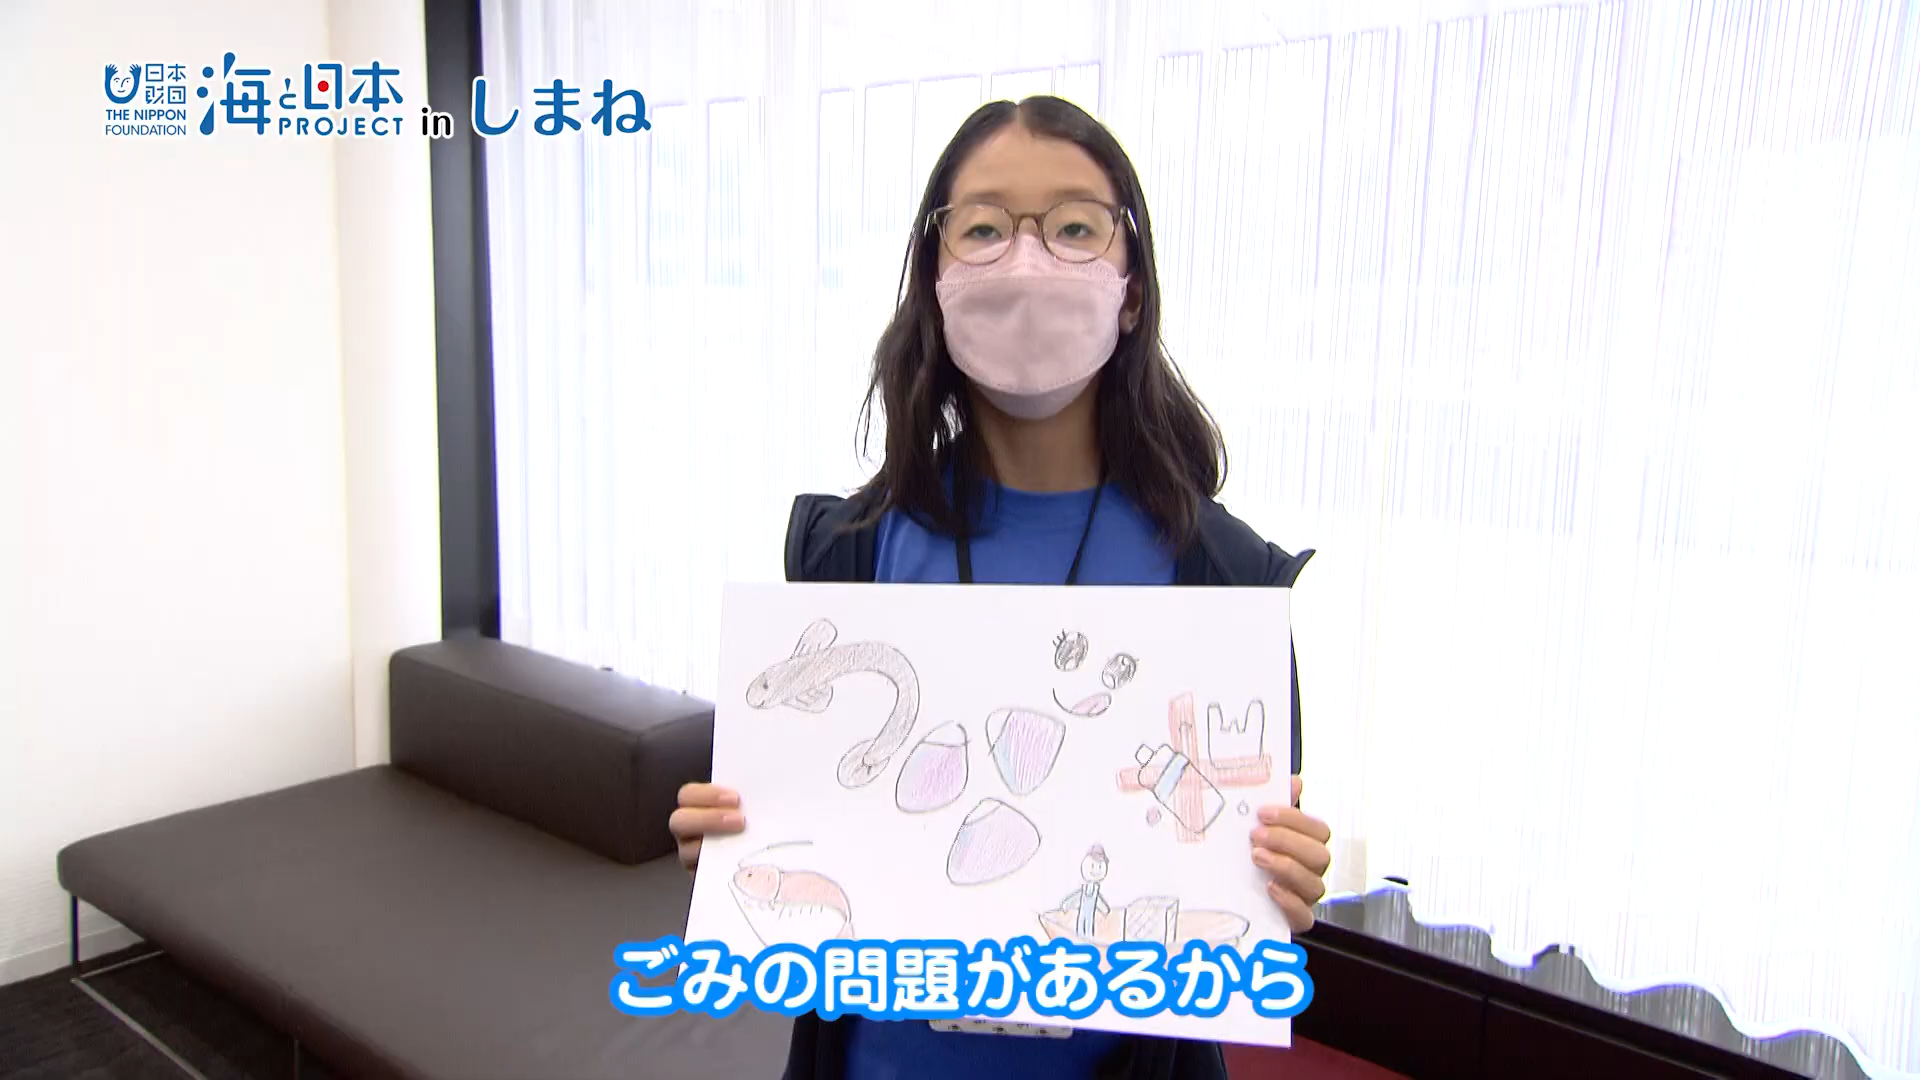 日本
財団
THE NIPPON
FOUNDATION
海と日本
PROJECT
in しまね
ごみの問題があるから